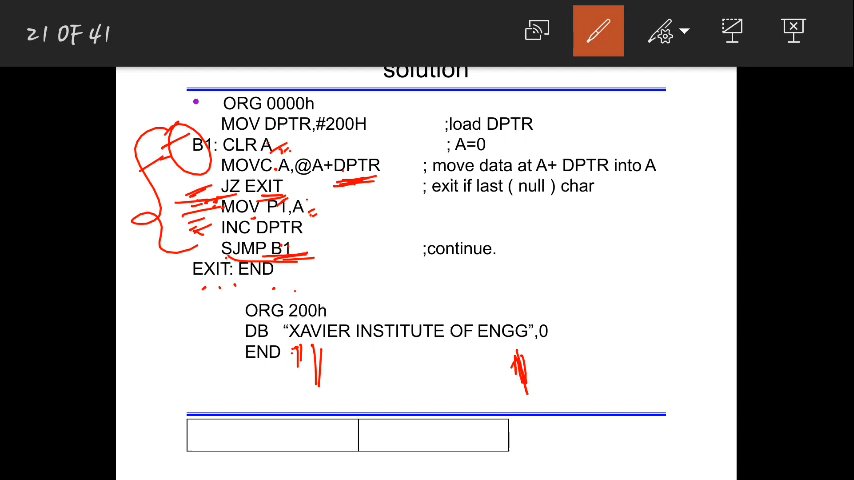 21 OF 41
solution
• ORG 0000h
MOV DPTR,#200H ;load DPTR
B1: CLR A ; A=0
MOVC A,@A+DPTR ; move data at A+ DPTR into A
JZ EXIT ; exit if last ( null ) char
MOV P1,A
INC DPTR
SJMP B1 ;continue.
EXIT: END
ORG 200h
DB “XAVIER INSTITUTE OF ENGG”,0
END